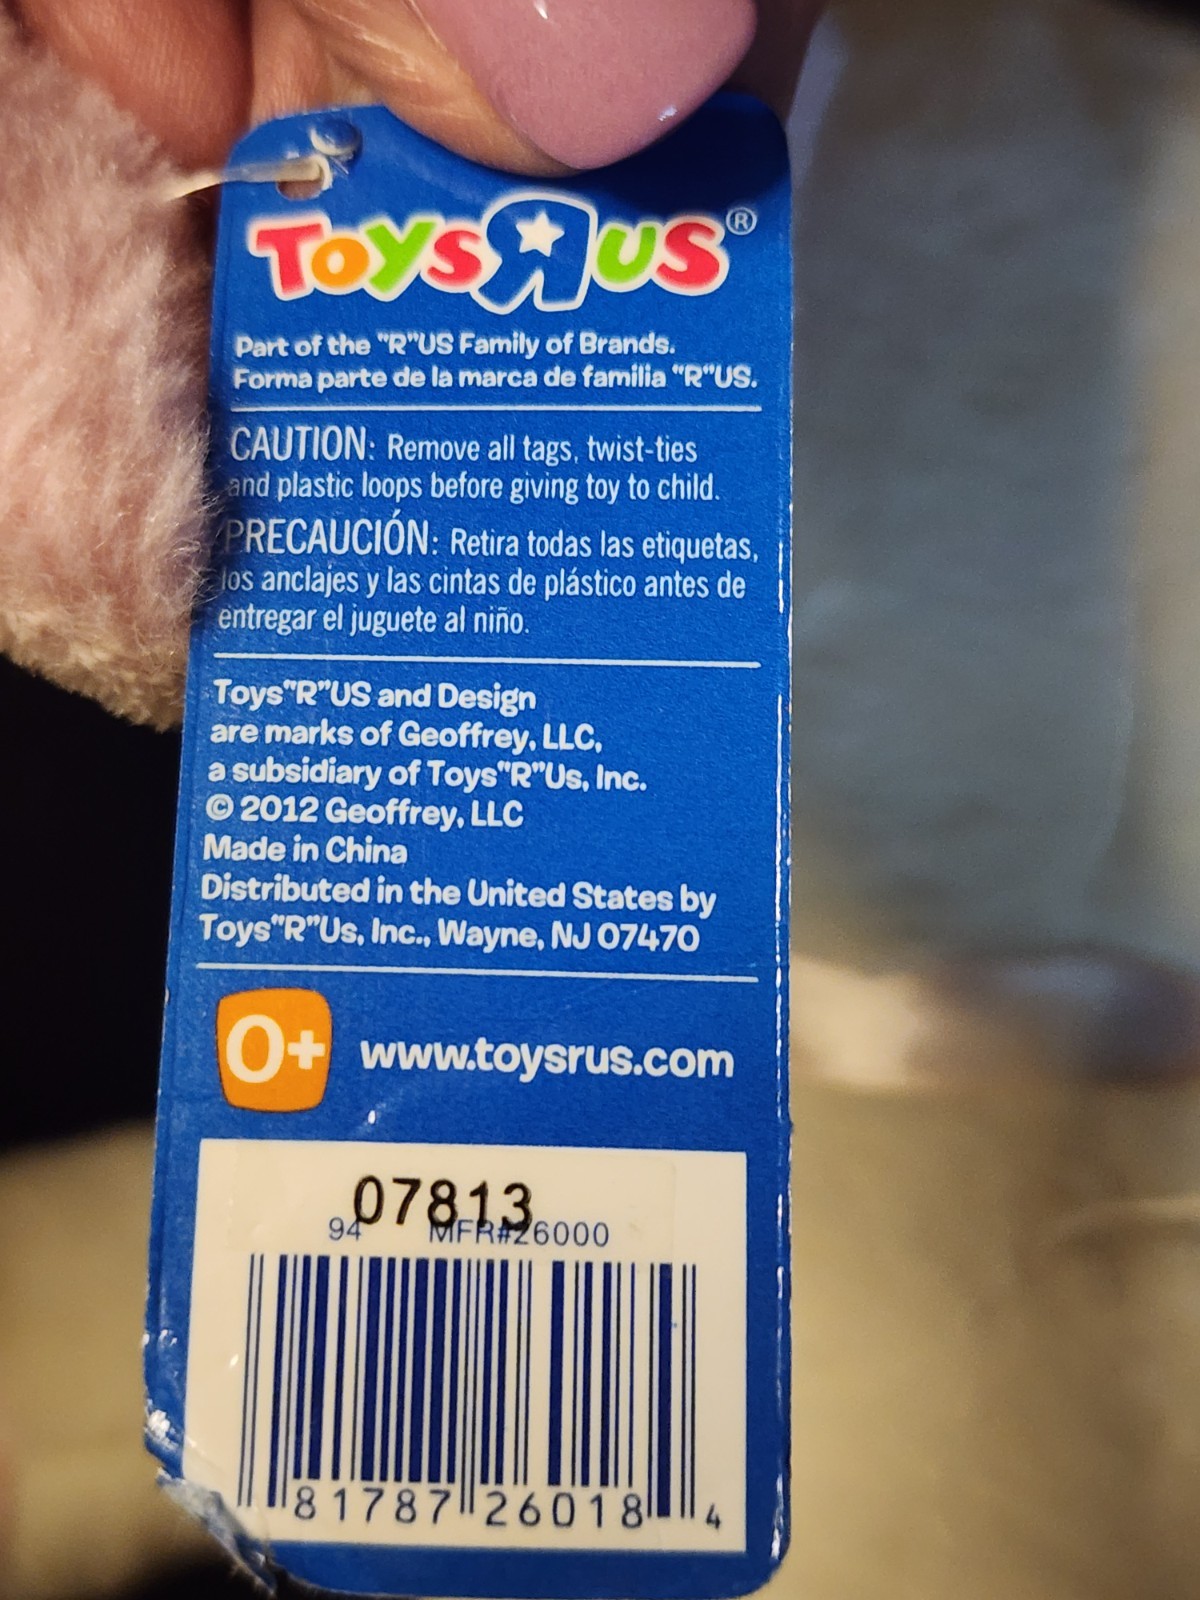 TOYS"R"US®
Part of the "R"US Family of Brands.
Forma parte de la marca de familia "R"US.
CAUTION: Remove all tags, twist-ties
and plastic loops before giving toy to child.
PRECAUCIÓN: Retira todas las etiquetas,
los anclajes y las cintas de plástico antes de
entregar el juguete al niño.
Toys"R"US and Design
are marks of Geoffrey, LLC,
a subsidiary of Toys"R"Us, Inc.
© 2012 Geoffrey, LLC
Made in China
Distributed in the United States by
Toys"R"Us, Inc., Wayne, NJ 07470
0+ www.toysrus.com
07813
94 MFR#26000
81787 26018 4